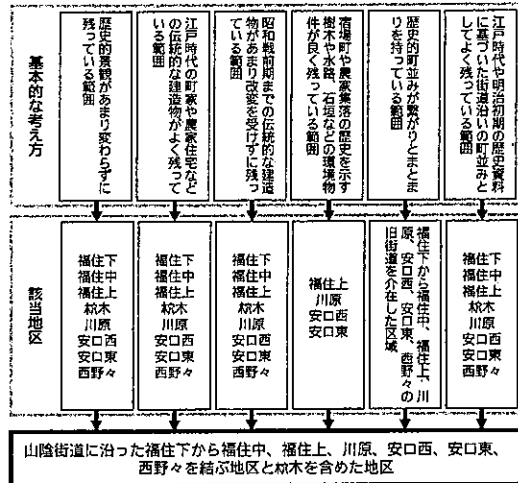 基本的な考え方
歴史的景観があまり変わらずに
残っている範囲
江戸時代の町家や農家住宅など
の伝統的な建造物がよく残って
いる範囲
昭和戦前期までの伝統的な建造
物があまり改変を受けずに残っ
ている範囲
宿場町や農家集落の歴史を示す
樹木や水路、石垣などの環境物
件が良く残っている範囲
歴史的町並みが繋がりとまとま
りを持っている範囲
江戸時代や明治初期の歴史資料
に基づいた街道沿いの町並みと
してよく残っている範囲
該当地区
福住下
福住中
福住上
枕木
川原
安口西
安口東
西野々
福住下
福住中
福住上
枕木
川原
安口西
安口東
西野々
福住下
福住中
福住上
枕木
川原
安口西
安口東
西野々
福住上
川原
安口西
安口東
福住下から福住中、福住上、川
原、安口西、安口東、西野々の
旧街道を介在した区域
福住下
福住中
福住上
枕木
川原
安口西
安口東
西野々
山陰街道に沿った福住下から福住中、福住上、川原、安口西、安口東、
西野々を結ぶ地区と枕木を含めた地区